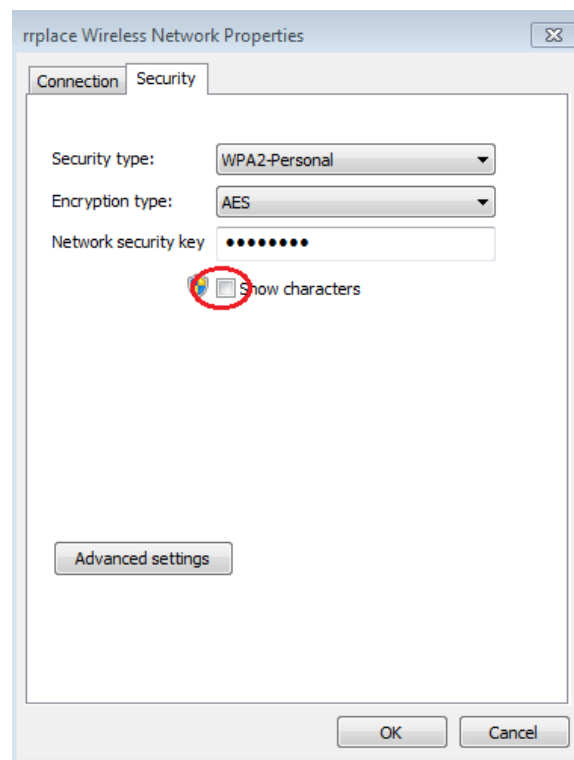 rrplace Wireless Network Properties
Connection Security
Security type: WPA2-Personal
Encryption type: AES
Network security key ••••••••
Show characters
Advanced settings
OK Cancel